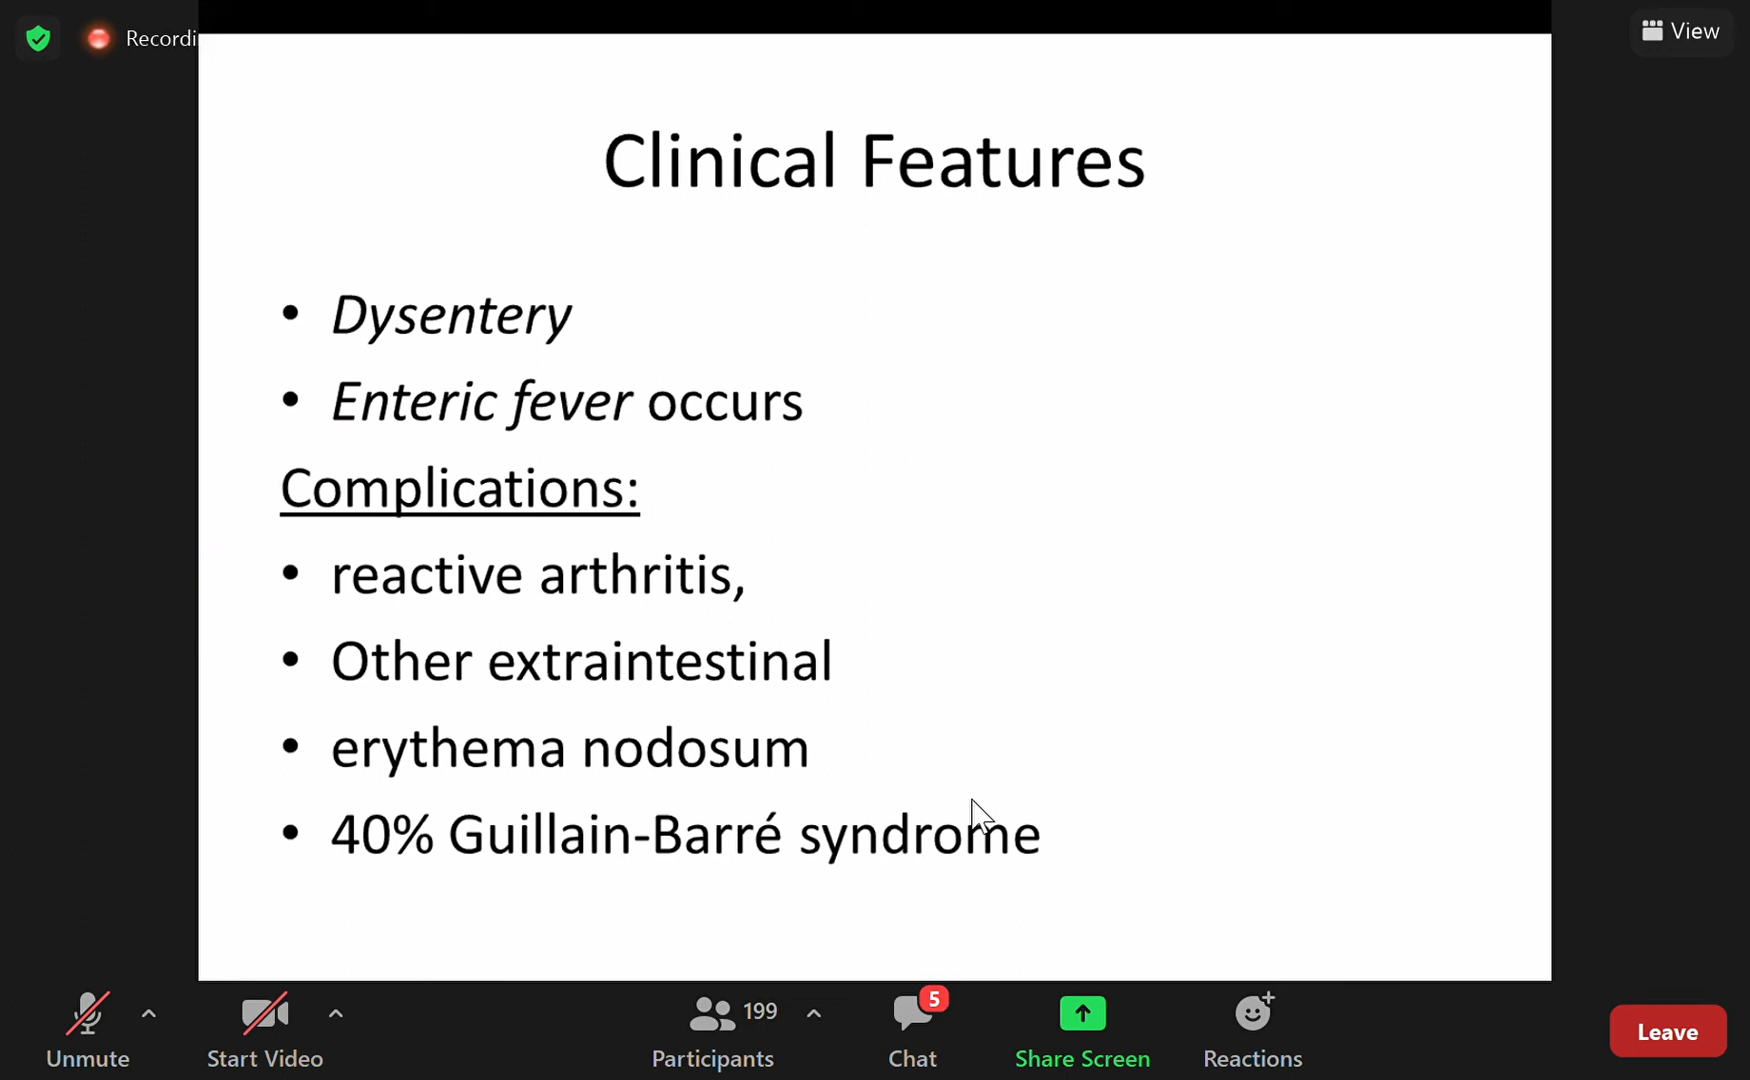 Recordi
View
Clinical Features
• Dysentery
• Enteric fever occurs
Complications:
• reactive arthritis,
• Other extraintestinal
• erythema nodosum
• 40% Guillain-Barré syndrome
199
5
Unmute
Start Video
Participants
Chat
Share Screen
Reactions
Leave